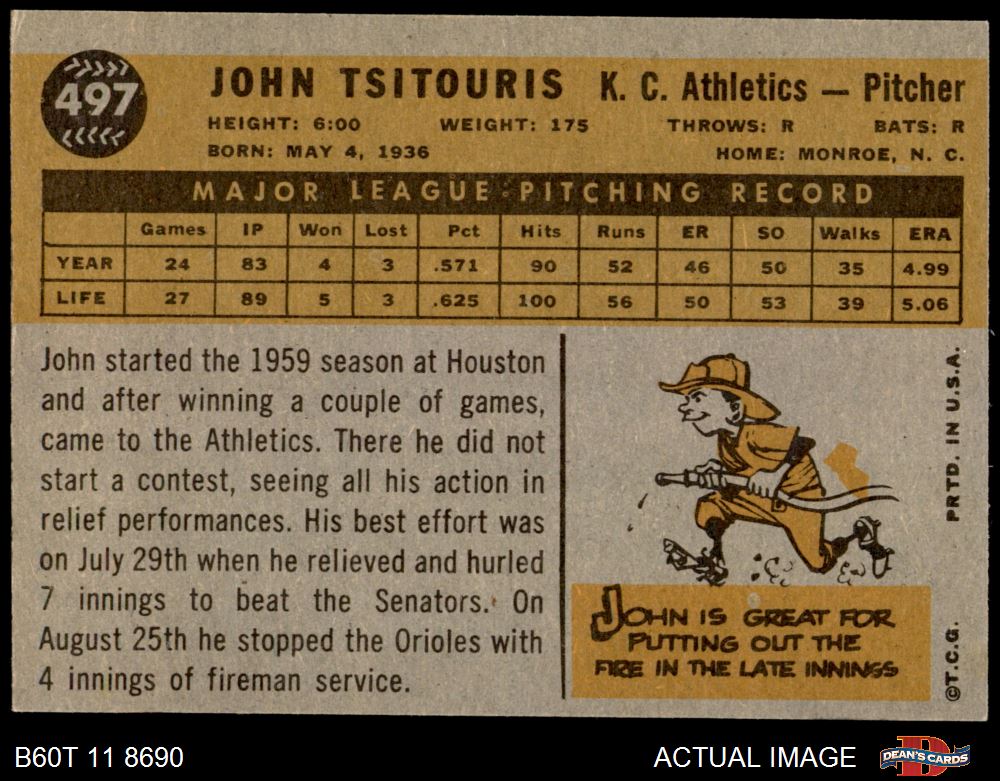 497
JOHN TSITOURIS K. C. Athletics — Pitcher
HEIGHT: 6:00 WEIGHT: 175 THROWS: R BATS: R
BORN: MAY 4, 1936 HOME: MONROE, N. C.
MAJOR LEAGUE PITCHING RECORD
Games IP Won Lost Pct Hits Runs ER SO Walks ERA
YEAR 24 83 4 3 .571 90 52 46 50 35 4.99
LIFE 27 89 5 3 .625 100 56 50 53 39 5.06
John started the 1959 season at Houston
and after winning a couple of games,
came to the Athletics. There he did not
start a contest, seeing all his action in
relief performances. His best effort was
on July 29th when he relieved and hurled
7 innings to beat the Senators. On
August 25th he stopped the Orioles with
4 innings of fireman service.
JOHN IS GREAT FOR
PUTTING OUT THE
FIRE IN THE LATE INNINGS
©T.C.G. PRTD. IN U.S.A.
B60T 11 8690 ACTUAL IMAGE DEAN'S CARDS